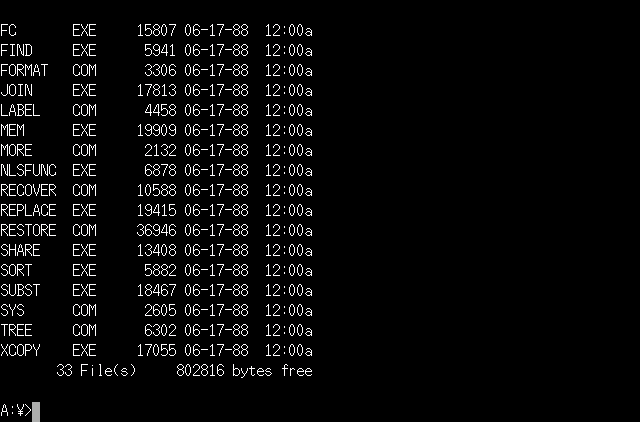 FC       EXE     15807 06-17-88  12:00a
FIND     EXE      5941 06-17-88  12:00a
FORMAT   COM      3306 06-17-88  12:00a
JOIN     EXE     17813 06-17-88  12:00a
LABEL    COM      4458 06-17-88  12:00a
MEM      EXE     19909 06-17-88  12:00a
MORE     COM      2132 06-17-88  12:00a
NLSFUNC  EXE      6878 06-17-88  12:00a
RECOVER  COM     10588 06-17-88  12:00a
REPLACE  EXE     19415 06-17-88  12:00a
RESTORE  COM     36946 06-17-88  12:00a
SHARE    EXE     13408 06-17-88  12:00a
SORT     EXE      5882 06-17-88  12:00a
SUBST    EXE     18467 06-17-88  12:00a
SYS      COM      2605 06-17-88  12:00a
TREE     COM      6302 06-17-88  12:00a
XCOPY    EXE     17055 06-17-88  12:00a
       33 File(s)     802816 bytes free
A:¥>